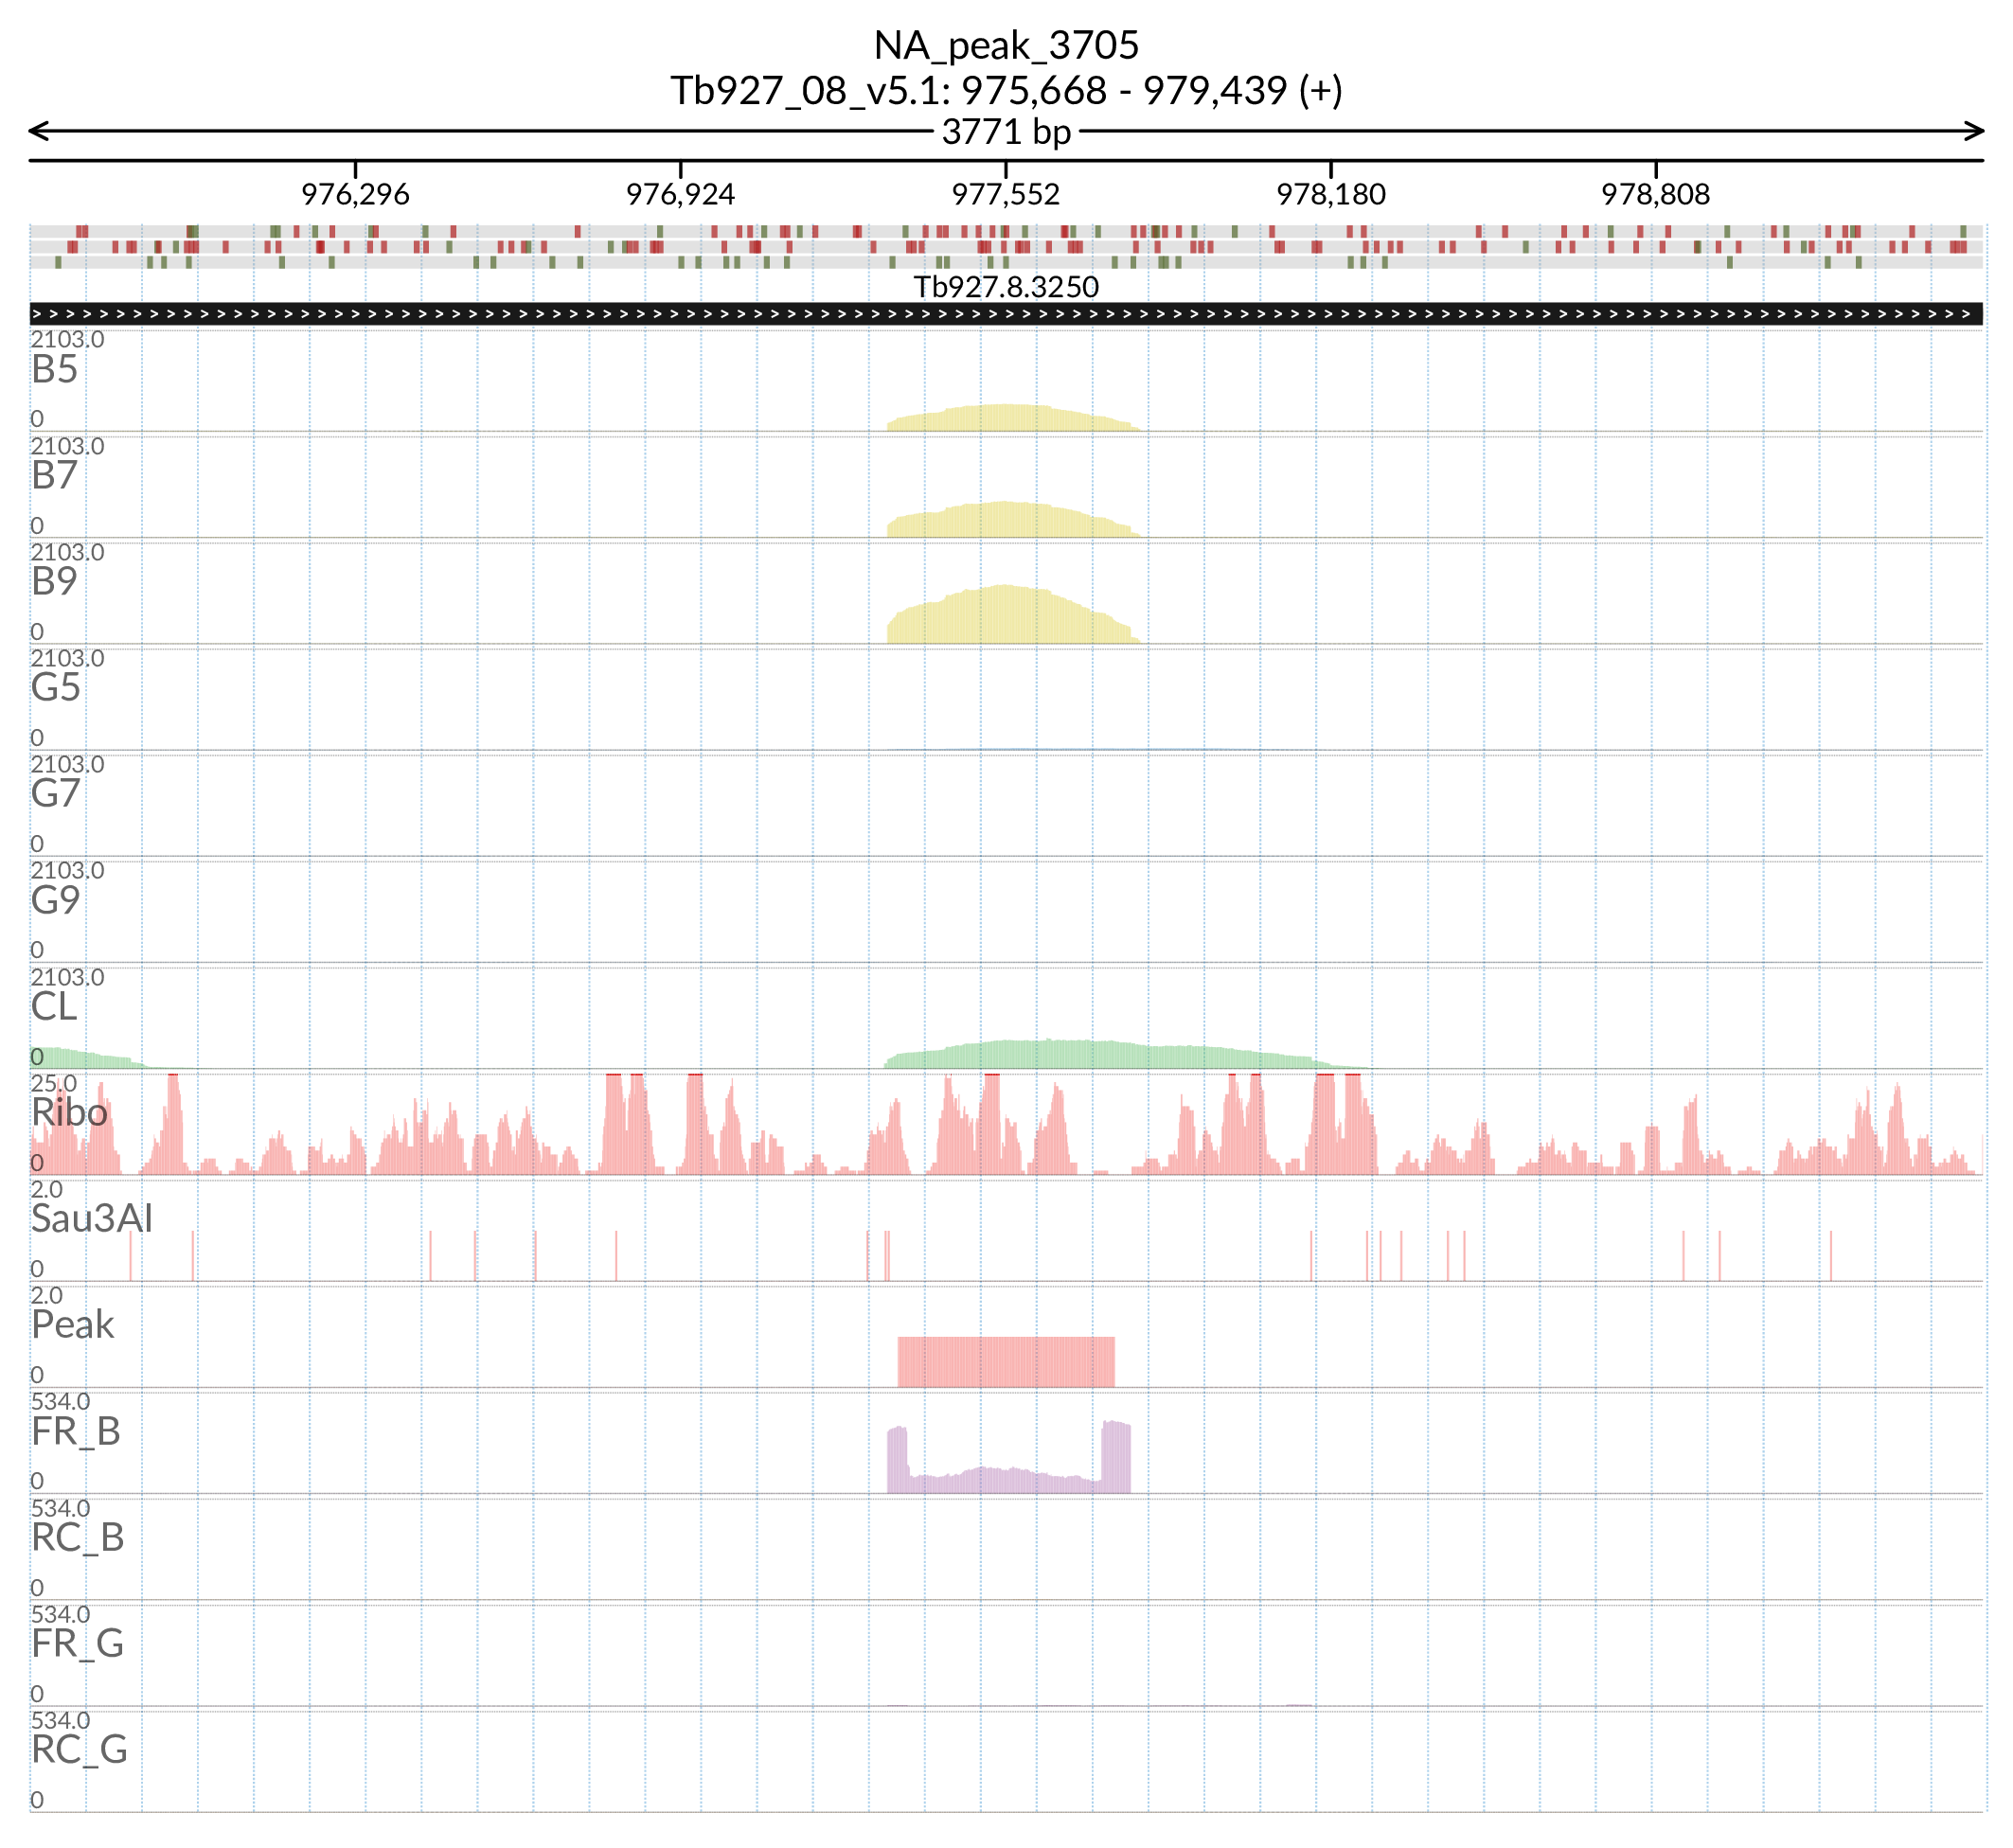 NA_peak_3705
Tb927_08_v5.1: 975,668 - 979,439 (+)
3771 bp
976,296 976,924 977,552 978,180 978,808
Tb927.8.3250
2103.0
B5
0
2103.0
B7
0
2103.0
B9
0
2103.0
G5
0
2103.0
G7
0
2103.0
G9
0
2103.0
CL
0
25.0
Ribo
0
2.0
Sau3AI
0
2.0
Peak
0
534.0
FR_B
0
534.0
RC_B
0
534.0
FR_G
0
534.0
RC_G
0